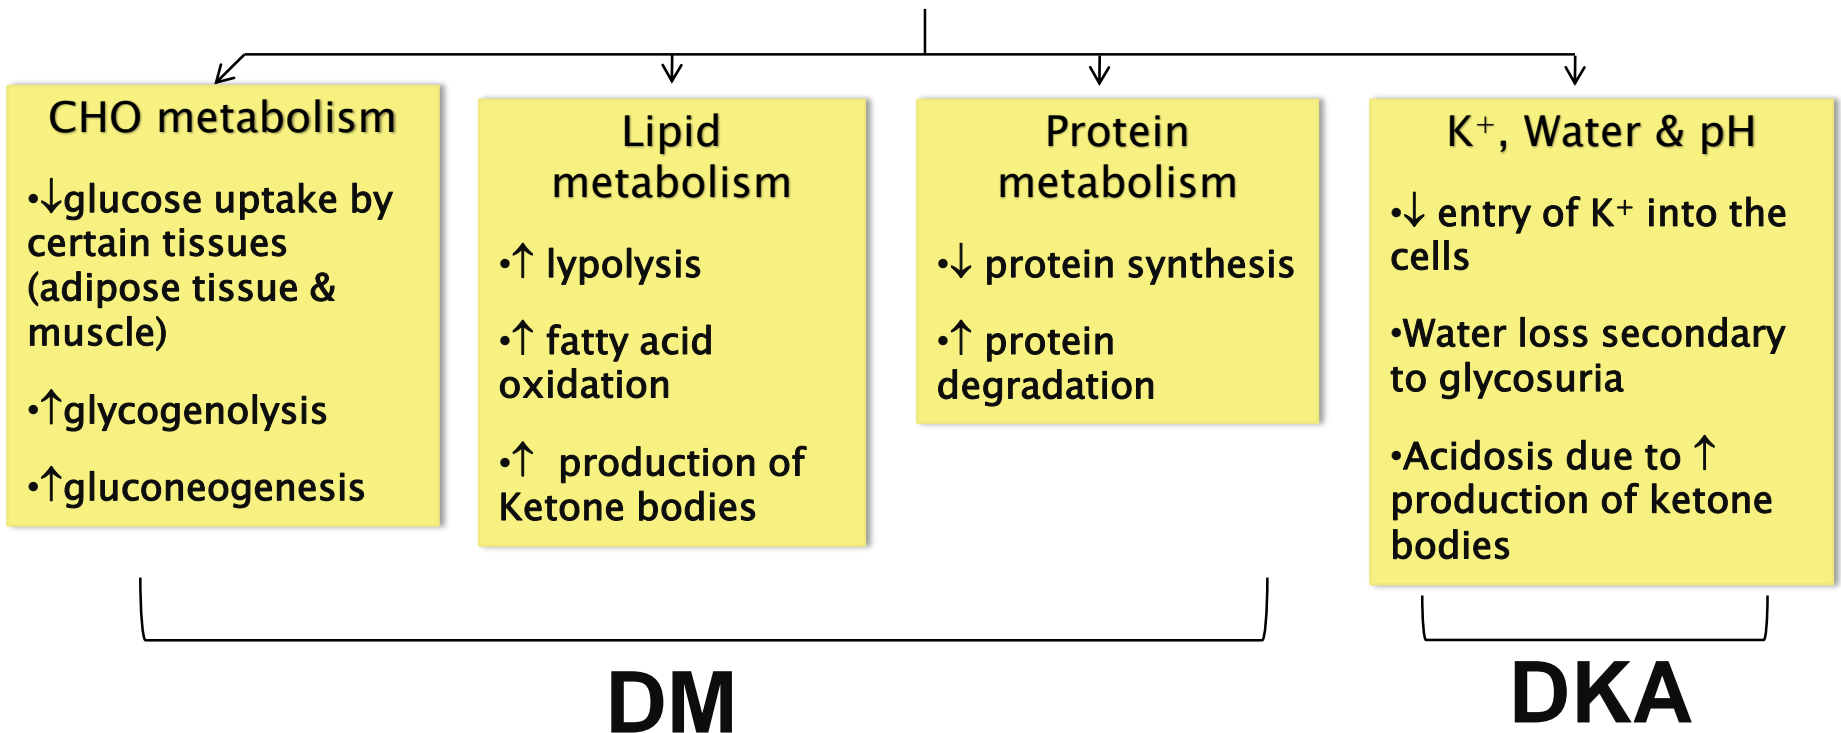 CHO metabolism
•↓glucose uptake by
certain tissues
(adipose tissue &
muscle)
•↑glycogenolysis
•↑gluconeogenesis
Lipid
metabolism
•↑ lypolysis
•↑ fatty acid
oxidation
•↑ production of
Ketone bodies
Protein
metabolism
•↓ protein synthesis
•↑ protein
degradation
K⁺, Water & pH
•↓ entry of K⁺ into the
cells
•Water loss secondary
to glycosuria
•Acidosis due to ↑
production of ketone
bodies
DM
DKA